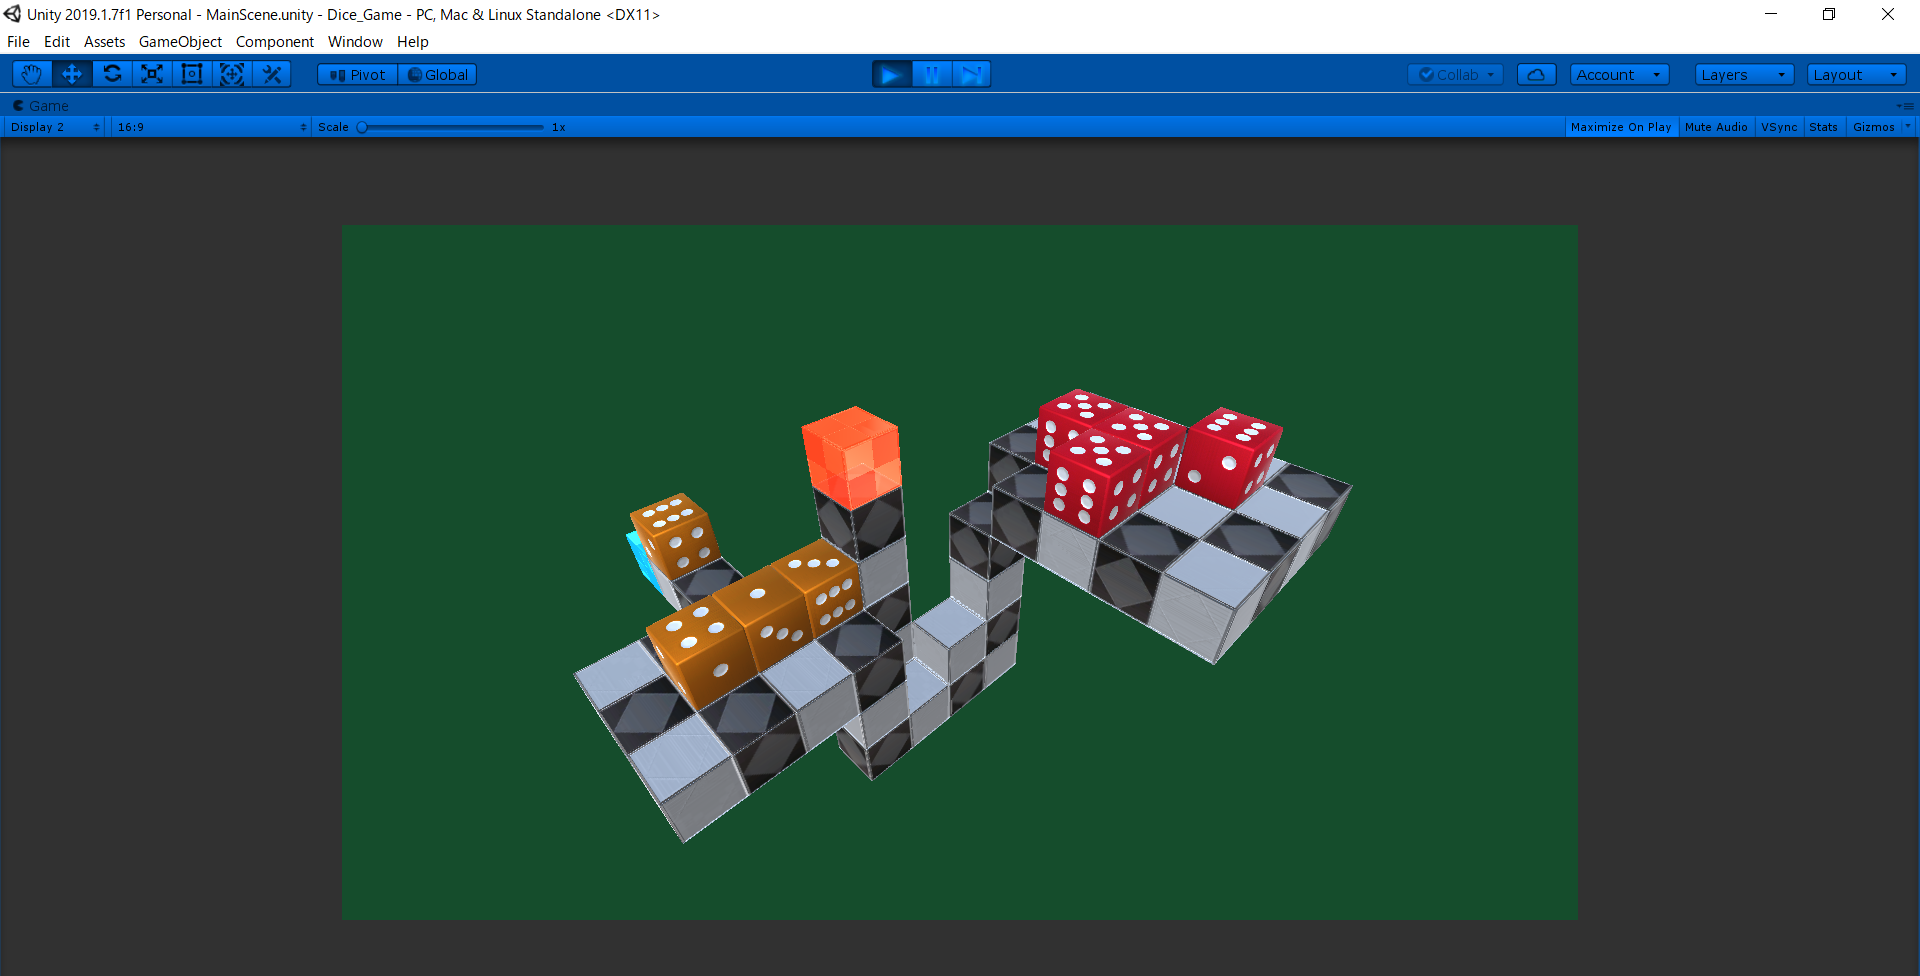 Unity 2019.1.7f1 Personal - MainScene.unity - Dice_Game - PC, Mac & Linux Standalone <DX11>
File Edit Assets GameObject Component Window Help
Pivot Global Collab Account Layers Layout
Game
Display 2 16:9 Scale 1x Maximize On Play Mute Audio VSync Stats Gizmos